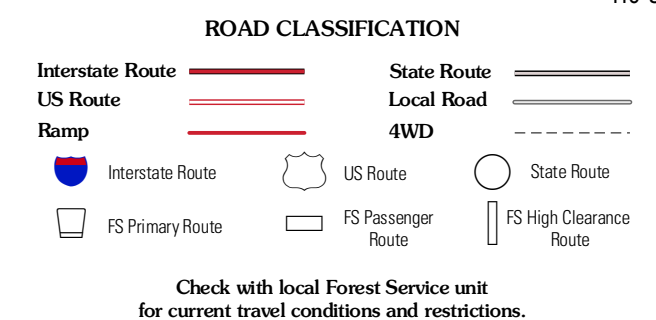 ROAD CLASSIFICATION
Interstate Route
State Route
US Route
Local Road
Ramp
4WD
Interstate Route
US Route
State Route
FS Primary Route
FS Passenger
Route
FS High Clearance
Route
Check with local Forest Service unit
for current travel conditions and restrictions.